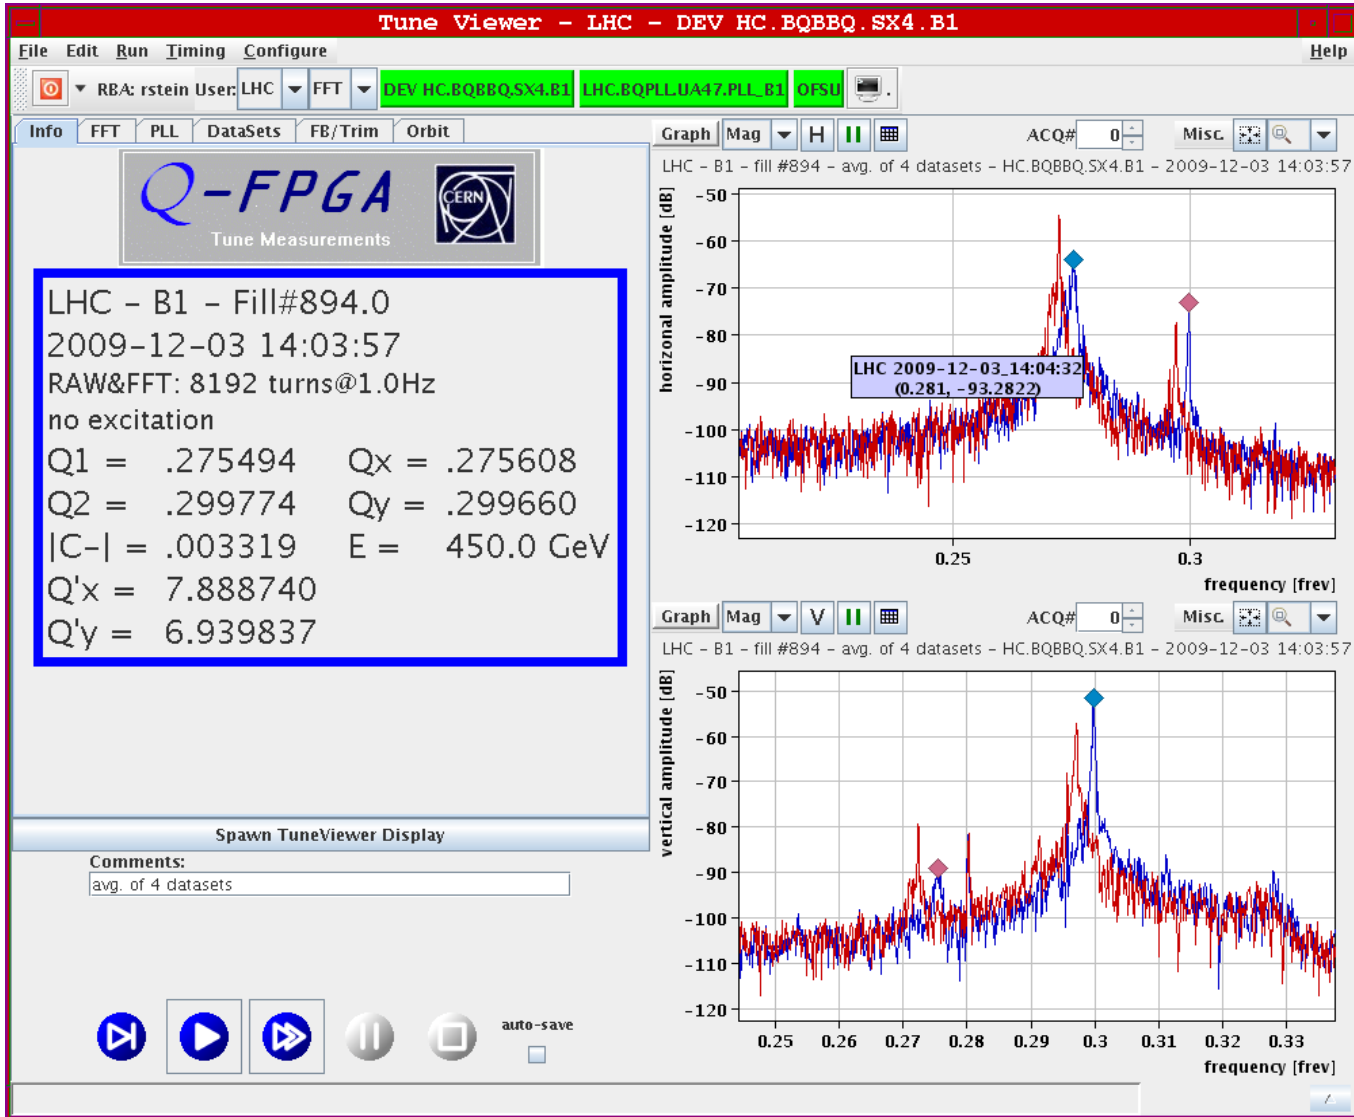 Tune Viewer - LHC - DEV HC.BQBBQ.SX4.B1
File Edit Run Timing Configure Help
RBA: rstein User: LHC FFT DEV HC.BQBBQ.SX4.B1 LHC.BQPLL.UA47.PLL_B1 OFSU .
Info FFT PLL DataSets FB/Trim Orbit
Q-FPGA
CERN
Tune Measurements
LHC - B1 - Fill#894.0
2009-12-03 14:03:57
RAW&FFT: 8192 turns@1.0Hz
no excitation
Q1 = .275494 Qx = .275608
Q2 = .299774 Qy = .299660
|C-| = .003319 E = 450.0 GeV
Q'x = 7.888740
Q'y = 6.939837
Spawn TuneViewer Display
Comments:
avg. of 4 datasets
auto-save
Graph Mag H ACQ# 0 Misc.
LHC - B1 - fill #894 - avg. of 4 datasets - HC.BQBBQ.SX4.B1 - 2009-12-03 14:03:57
horizonal amplitude [dB]
-50
-60
-70
-80
-90
-100
-110
-120
LHC 2009-12-03_14:04:32
(0.281, -93.2822)
0.25 0.3
frequency [frev]
Graph Mag V ACQ# 0 Misc.
LHC - B1 - fill #894 - avg. of 4 datasets - HC.BQBBQ.SX4.B1 - 2009-12-03 14:03:57
vertical amplitude [dB]
-50
-60
-70
-80
-90
-100
-110
-120
0.25 0.26 0.27 0.28 0.29 0.3 0.31 0.32 0.33
frequency [frev]